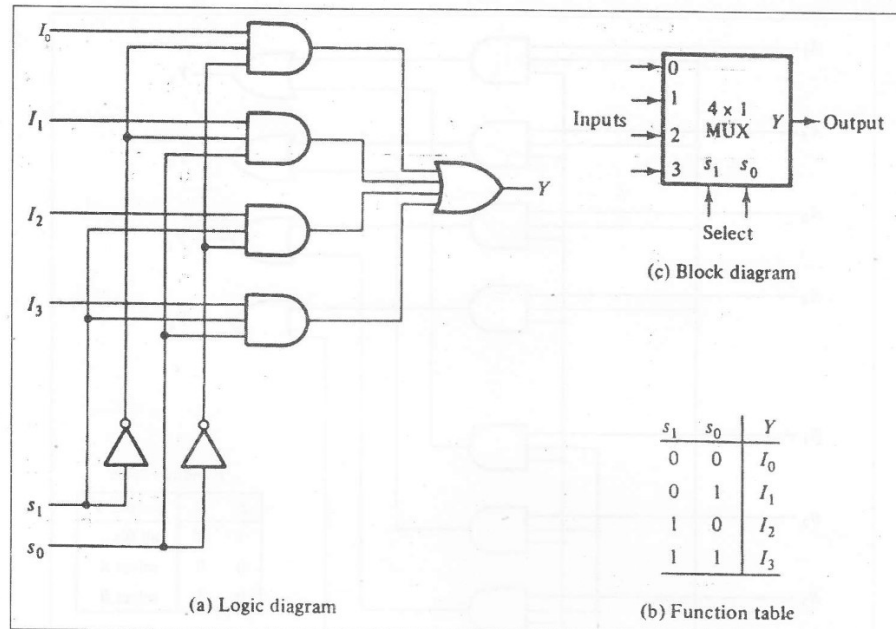 I₀
I₁
I₂
I₃
s₁
s₀
Y
(a) Logic diagram
Inputs
0
1
2
3
4 x 1
MUX
Y
Output
s₁ s₀
Select
(c) Block diagram
s₁ s₀ Y
0 0 I₀
0 1 I₁
1 0 I₂
1 1 I₃
(b) Function table